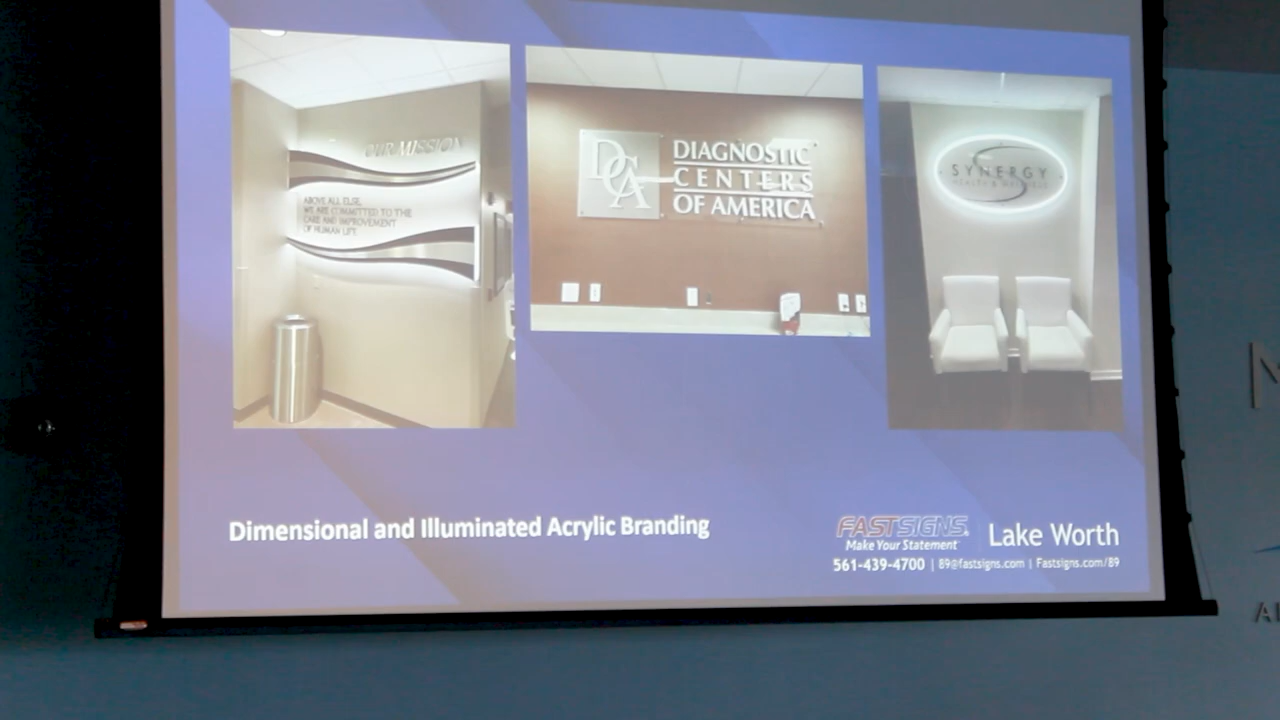 OUR MISSION
ABOVE ALL ELSE,
WE ARE COMMITTED TO THE
CARE AND IMPROVEMENT
OF HUMAN LIFE
DCA
DIAGNOSTIC
CENTERS
OF AMERICA
SYNERGY
HEALTH & WELLNESS
Dimensional and Illuminated Acrylic Branding
FASTSIGNS®
Make Your Statement
Lake Worth
561-439-4700 | 89@fastsigns.com | Fastsigns.com/89